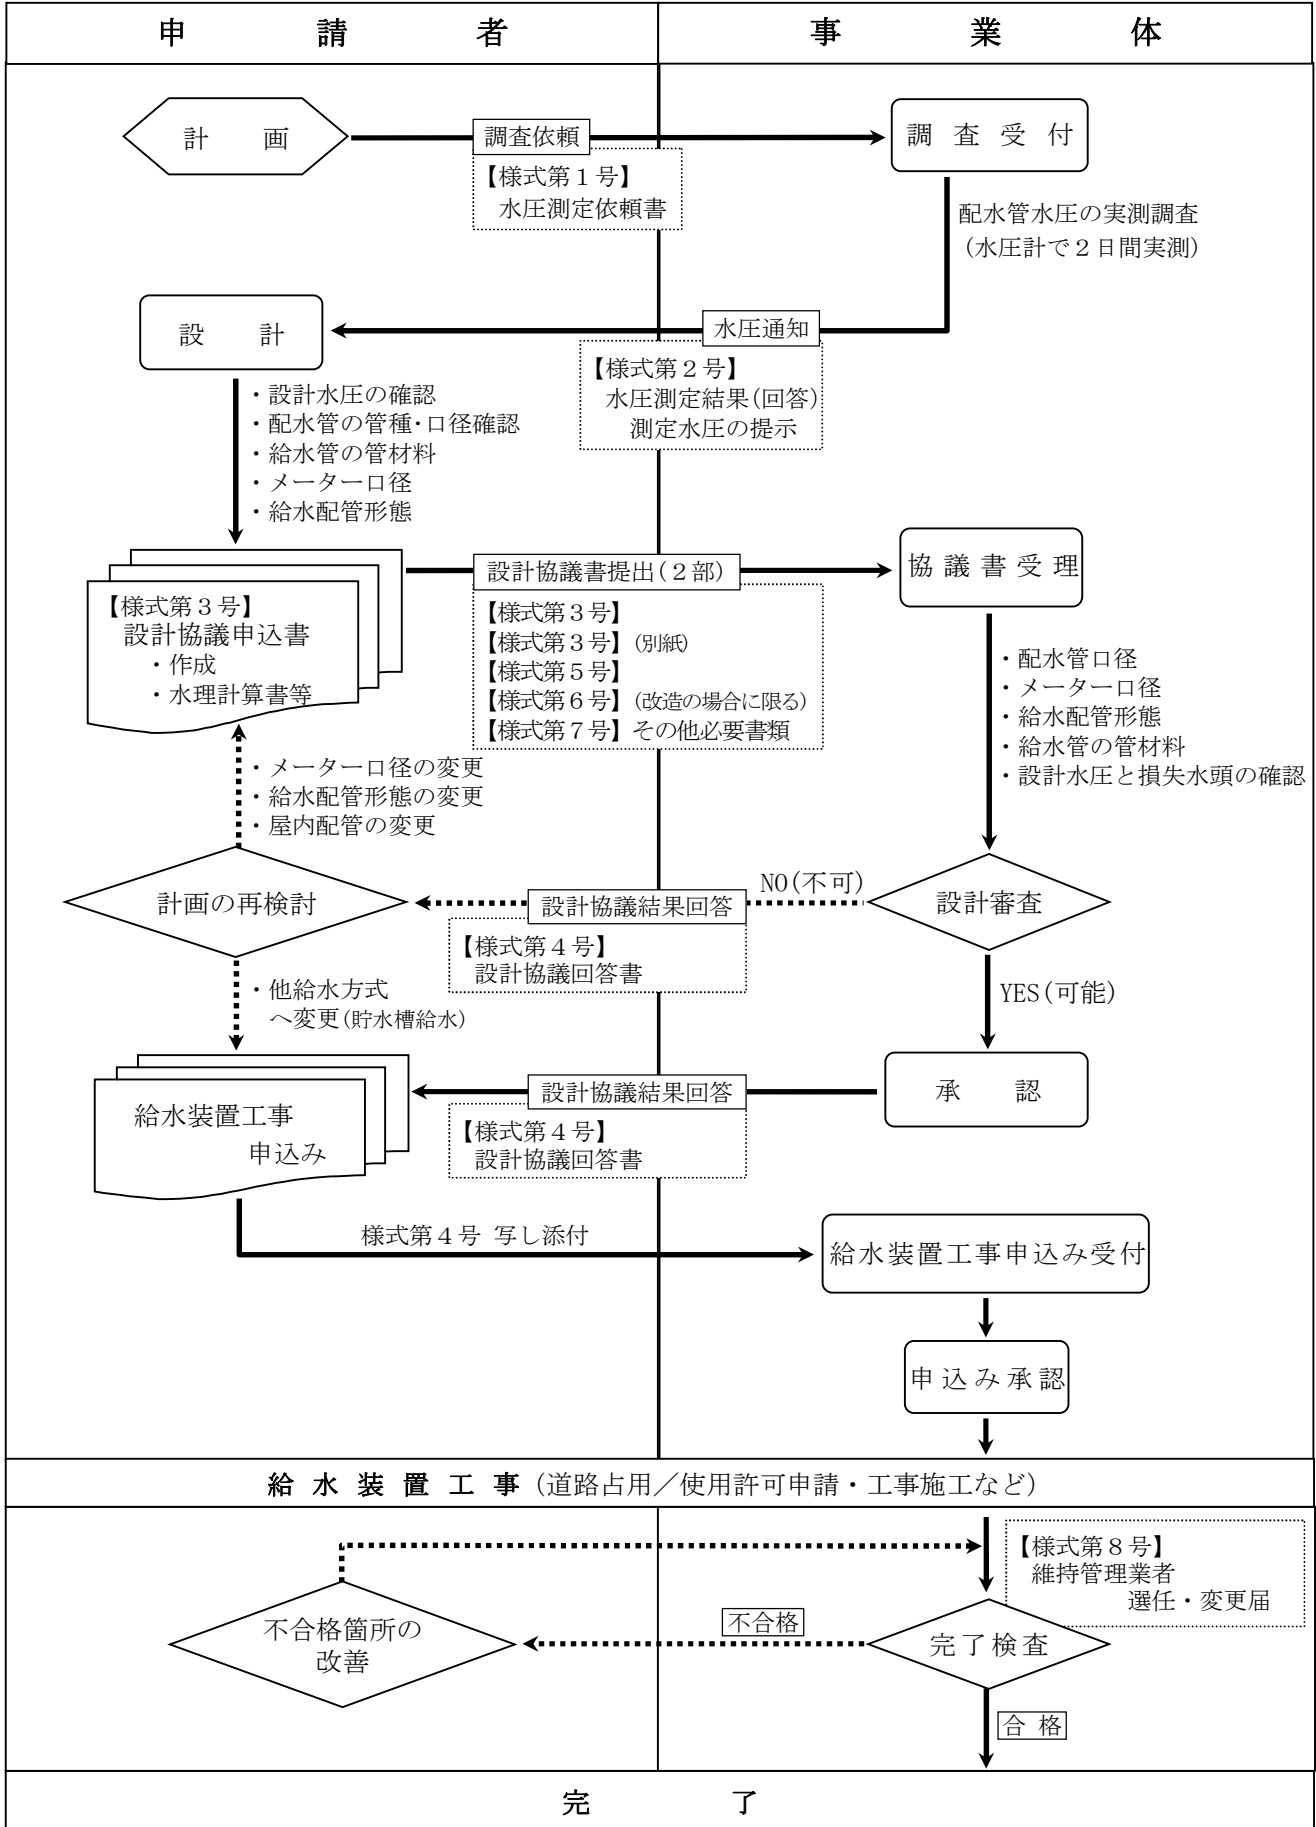 申請者
事業体
計画
調査依頼
調査受付
【様式第１号】
水圧測定依頼書
配水管水圧の実測調査
(水圧計で２日間実測)
設計
水圧通知
【様式第２号】
水圧測定結果(回答)
測定水圧の提示
・設計水圧の確認
・配水管の管種･口径確認
・給水管の管材料
・メーター口径
・給水配管形態
【様式第３号】
設計協議申込書
・作成
・水理計算書等
設計協議書提出(２部)
協議書受理
【様式第３号】
【様式第３号】(別紙)
【様式第５号】
【様式第６号】(改造の場合に限る)
【様式第７号】その他必要書類
・配水管口径
・メーター口径
・給水配管形態
・給水管の管材料
・設計水圧と損失水頭の確認
・メーター口径の変更
・給水配管形態の変更
・屋内配管の変更
計画の再検討
設計協議結果回答
NO(不可)
設計審査
【様式第４号】
設計協議回答書
・他給水方式
へ変更(貯水槽給水)
YES(可能)
給水装置工事
申込み
設計協議結果回答
承認
【様式第４号】
設計協議回答書
様式第４号 写し添付
給水装置工事申込み受付
申込み承認
給水装置工事(道路占用／使用許可申請・工事施工など)
【様式第８号】
維持管理業者
選任・変更届
不合格箇所の
改善
不合格
完了検査
合格
完了